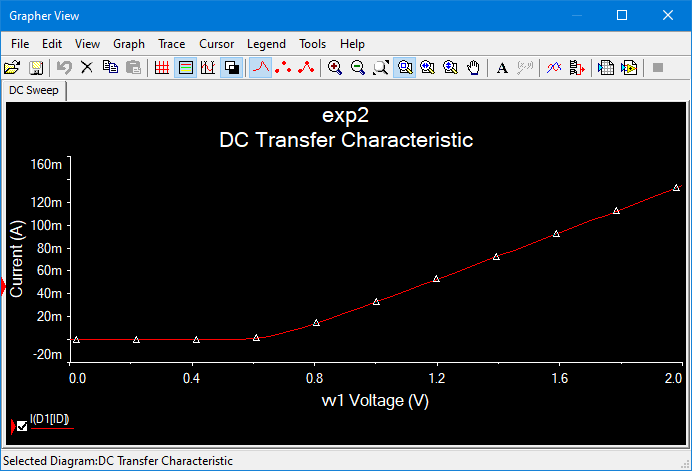 Grapher View
File Edit View Graph Trace Cursor Legend Tools Help
A (x,y)
DC Sweep
exp2
DC Transfer Characteristic
160m
120m
100m
80m
60m
40m
20m
-20m
Current (A)
0.0 0.4 0.8 1.2 1.6 2.0
vv1 Voltage (V)
I(D1[ID])
Selected Diagram:DC Transfer Characteristic